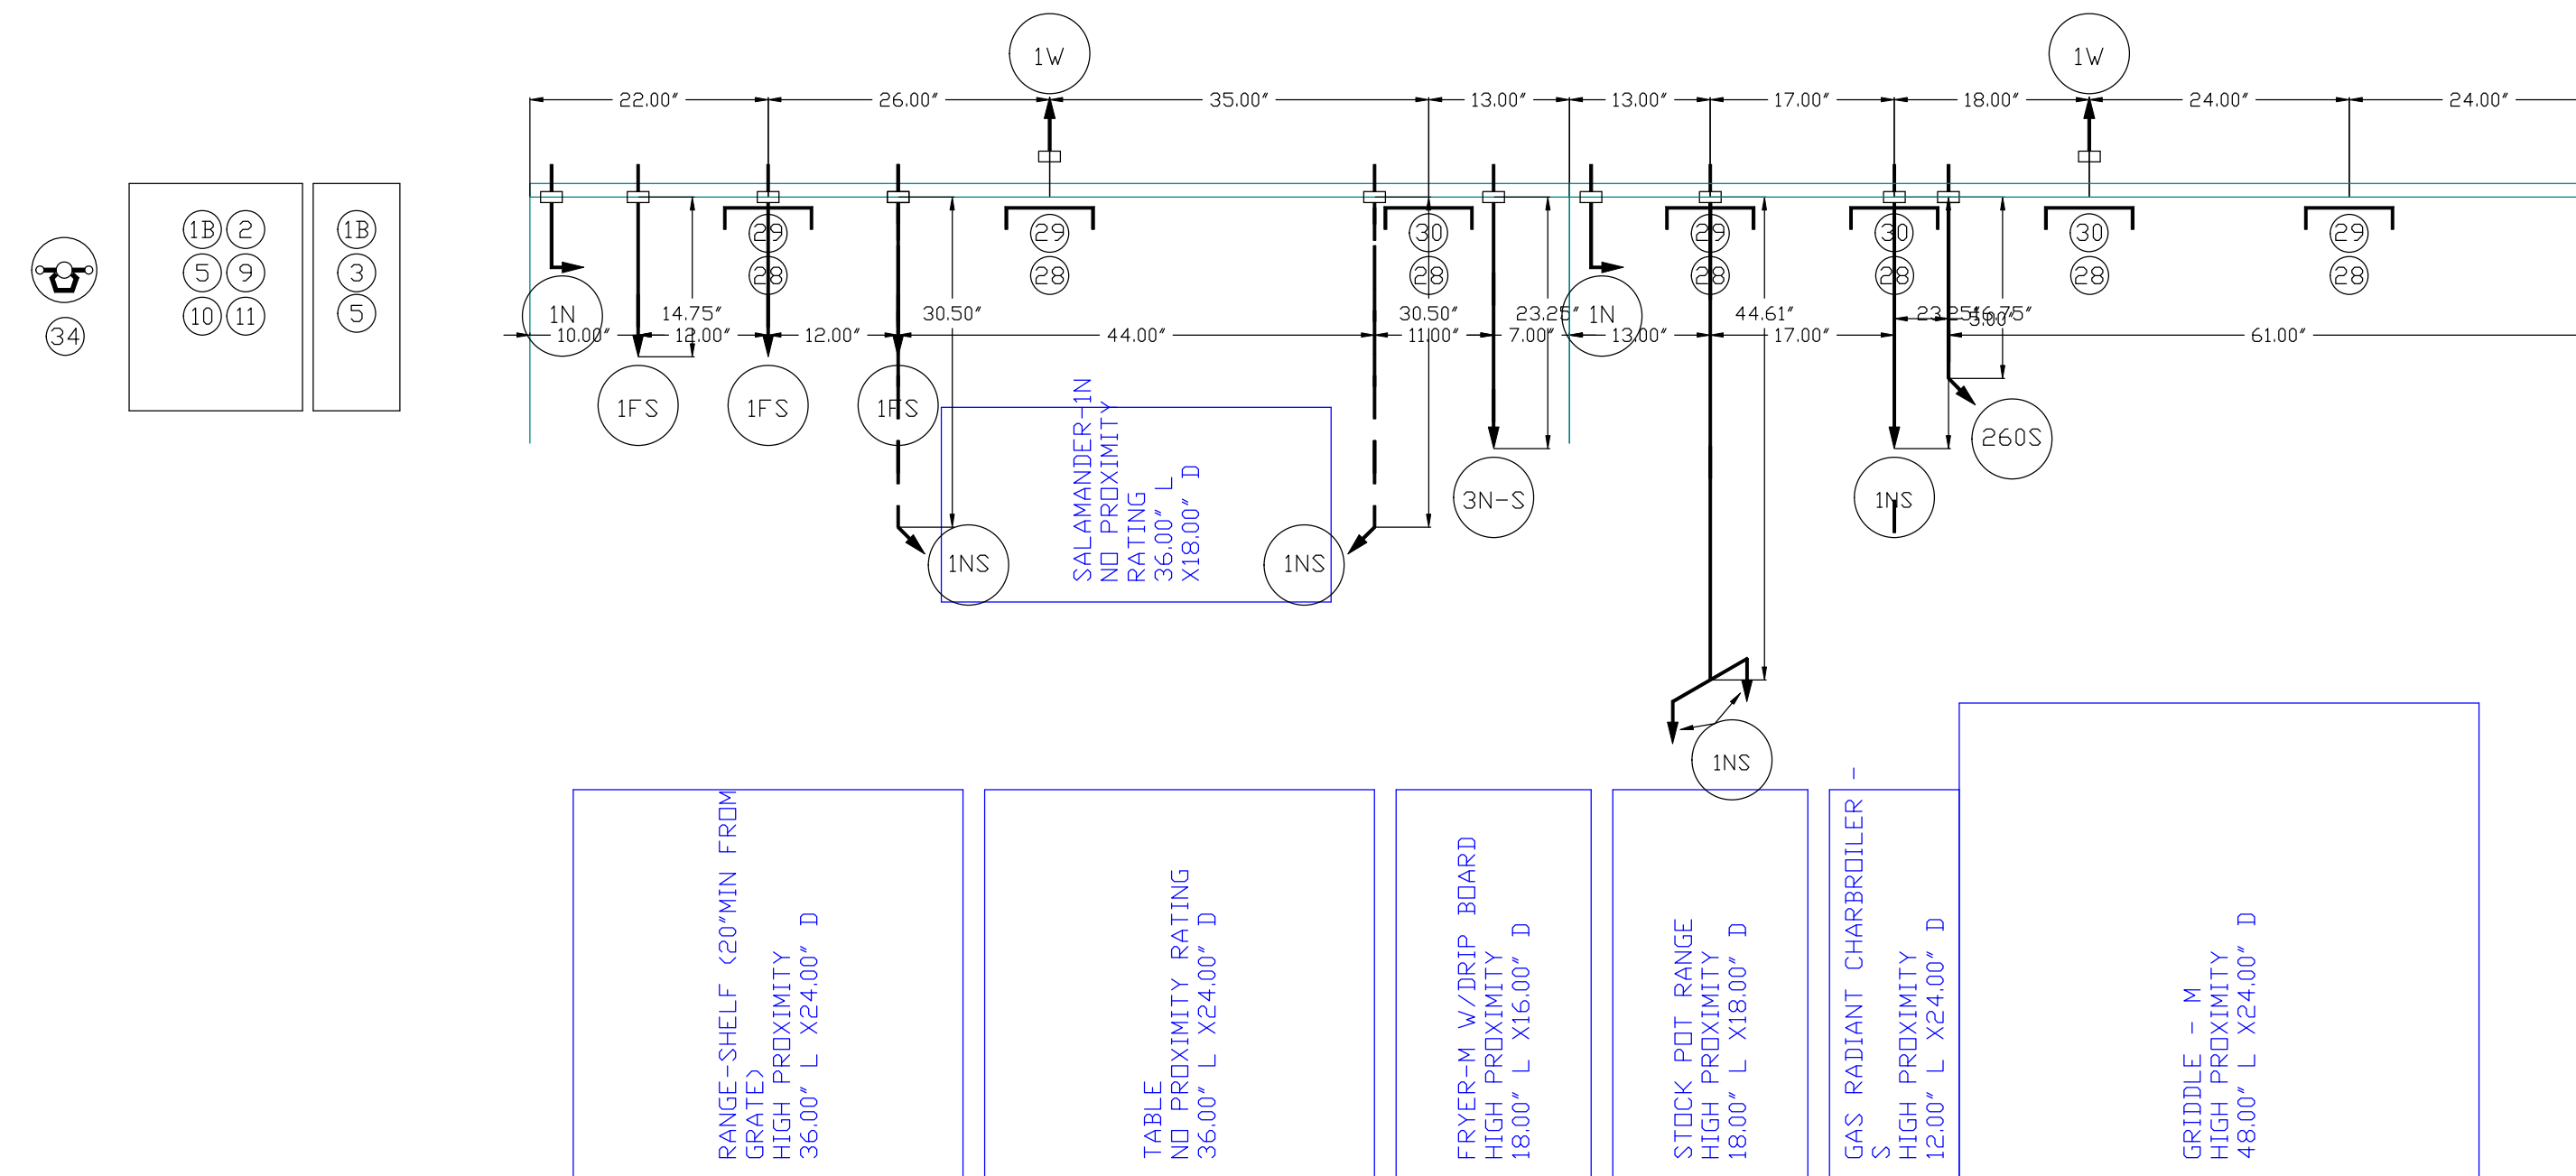 1W
1W
22.00″
26.00″
35.00″
13.00″
13.00″
17.00″
18.00″
24.00″
24.00″
1B
2
5
9
10
11
1B
3
5
34
29
28
29
28
30
28
29
28
30
28
30
28
29
28
1N
14.75″
30.50″
30.50″
23.25″
1N
44.61″
23.25″
6.75″
5.00″
10.00″
12.00″
12.00″
44.00″
11.00″
7.00″
13.00″
17.00″
61.00″
1FS
1FS
1FS
260S
3N-S
1NS
1NS
1NS
1NS
SALAMANDER-1N
NO PROXIMITY
RATING
36.00″ L
X18.00″ D
RANGE-SHELF (20″MIN FROM
GRATE)
HIGH PROXIMITY
36.00″ L X24.00″ D
TABLE
NO PROXIMITY RATING
36.00″ L X24.00″ D
FRYER-M W/DRIP BOARD
HIGH PROXIMITY
18.00″ L X16.00″ D
STOCK POT RANGE
HIGH PROXIMITY
18.00″ L X18.00″ D
GAS RADIANT CHARBROILER -
S
HIGH PROXIMITY
12.00″ L X24.00″ D
GRIDDLE - M
HIGH PROXIMITY
48.00″ L X24.00″ D